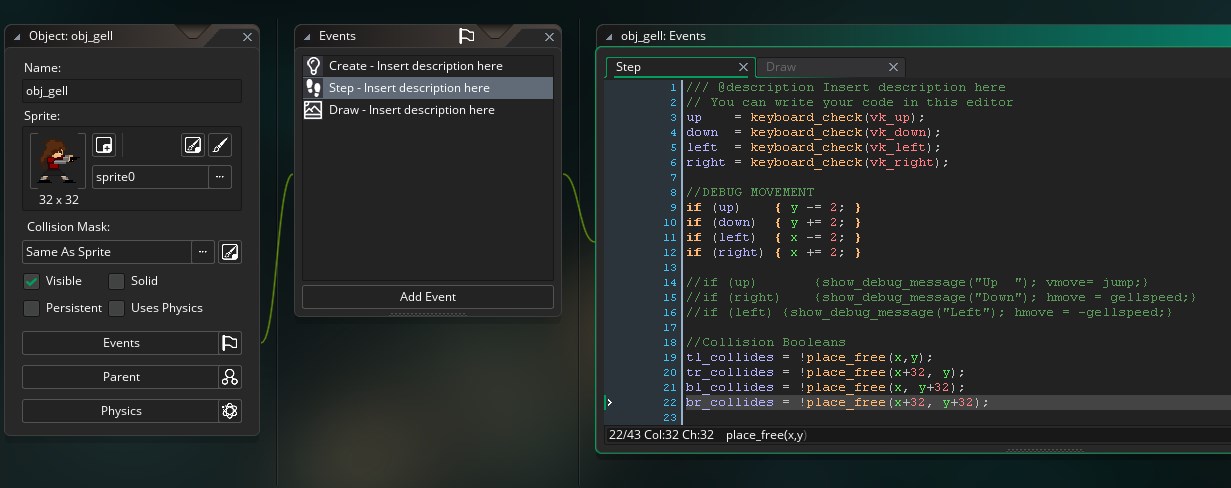 Object: obj_gell
Name:
obj_gell
Sprite:
sprite0
...
32 x 32
Collision Mask:
Same As Sprite
...
Visible
Solid
Persistent
Uses Physics
Events
Parent
Physics
Events
Create - Insert description here
Step - Insert description here
Draw - Insert description here
Add Event
obj_gell: Events
Step
Draw
1 /// @description Insert description here
2 // You can write your code in this editor
3 up    = keyboard_check(vk_up);
4 down  = keyboard_check(vk_down);
5 left  = keyboard_check(vk_left);
6 right = keyboard_check(vk_right);
7
8 //DEBUG MOVEMENT
9 if (up)    { y -= 2; }
10 if (down)  { y += 2; }
11 if (left)  { x -= 2; }
12 if (right) { x += 2; }
13
14 //if (up)      {show_debug_message("Up  "); vmove= jump;}
15 //if (right)   {show_debug_message("Down"); hmove = gellspeed;}
16 //if (left) {show_debug_message("Left"); hmove = -gellspeed;}
17
18 //Collision Booleans
19 tl_collides = !place_free(x,y);
20 tr_collides = !place_free(x+32, y);
21 bl_collides = !place_free(x, y+32);
22 br_collides = !place_free(x+32, y+32);
23
22/43 Col:32 Ch:32 place_free(x,y)